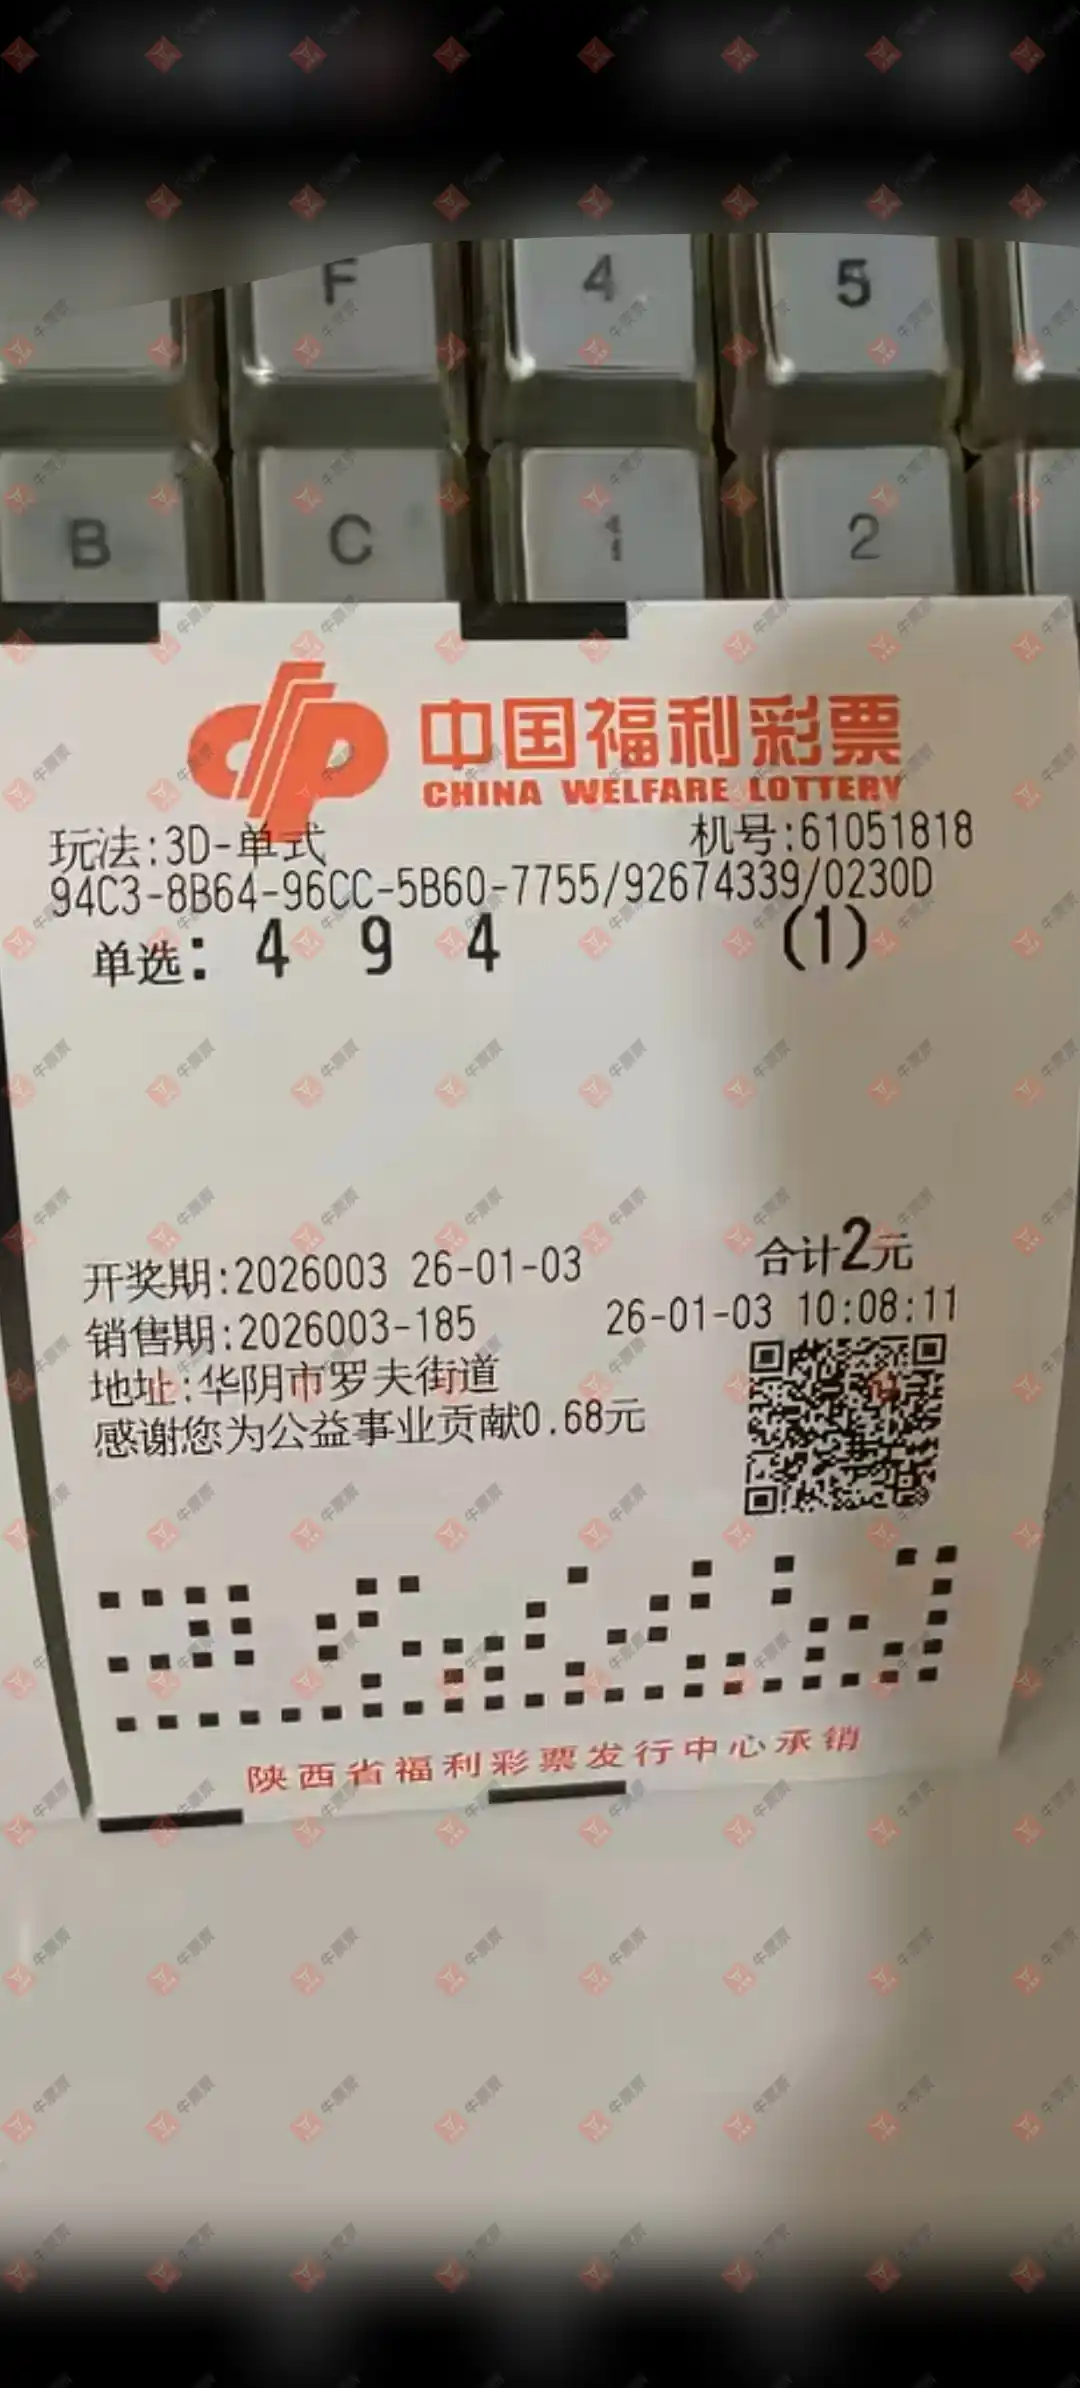 F 4 5
B C 1 2
中国福利彩票
CHINA WELFARE LOTTERY
玩法:3D-单式 机号:61051818
94C3-8B64-96CC-5B60-7755/92674339/0230D
单选: 4 9 4 (1)
开奖期:2026003 26-01-03 合计2元
销售期:2026003-185 26-01-03 10:08:11
地址:华阴市罗夫街道
感谢您为公益事业贡献0.68元
陕西省福利彩票发行中心承销
牛票票